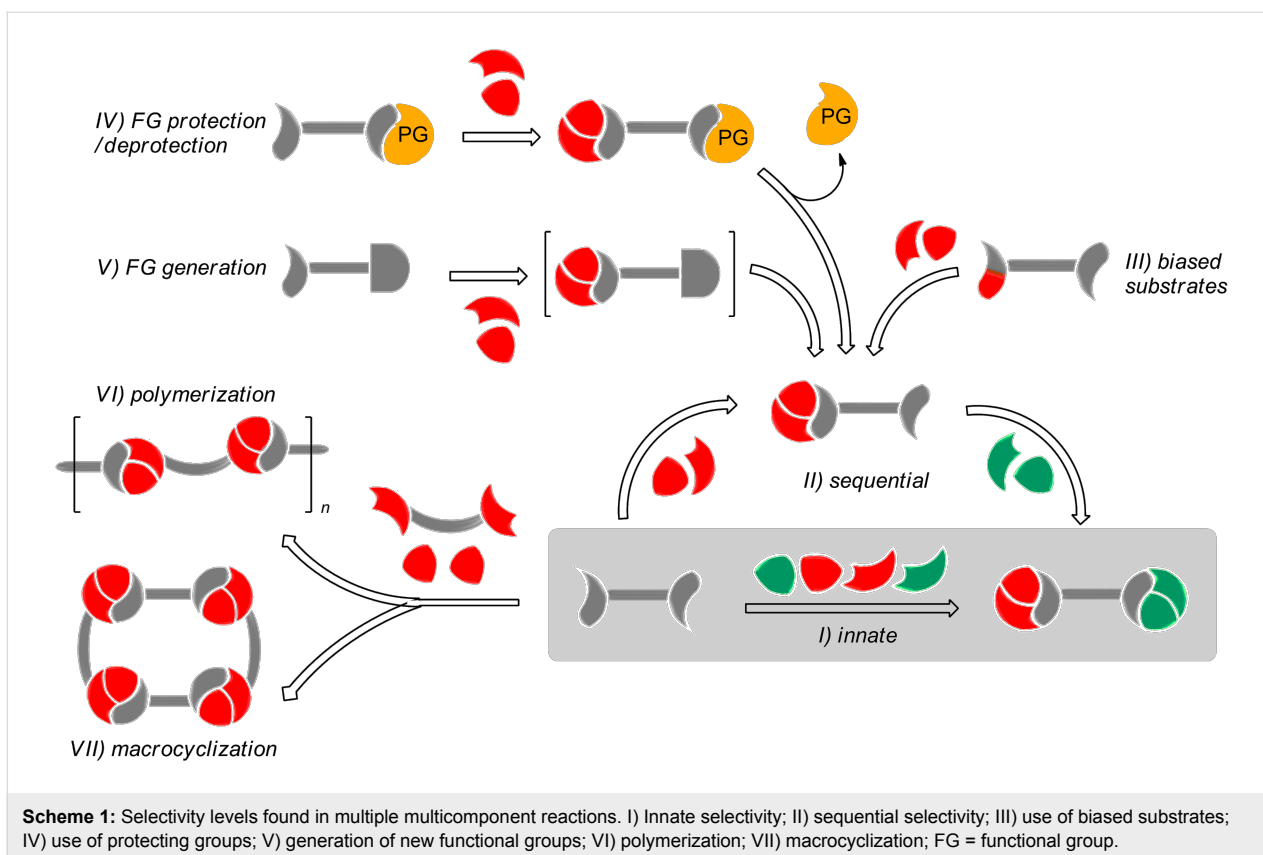 IV) FG protection
/deprotection
PG
PG
PG
V) FG generation
III) biased
substrates
VI) polymerization
n
II) sequential
I) innate
VII) macrocyclization
Scheme 1: Selectivity levels found in multiple multicomponent reactions. I) Innate selectivity; II) sequential selectivity; III) use of biased substrates;
IV) use of protecting groups; V) generation of new functional groups; VI) polymerization; VII) macrocyclization; FG = functional group.